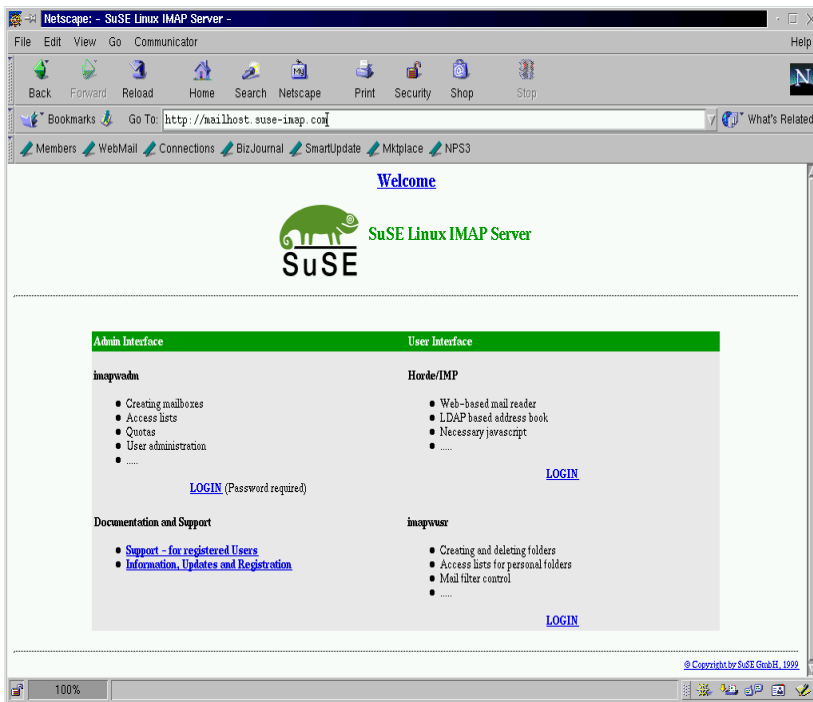 Netscape: - SuSE Linux IMAP Server -
File Edit View Go Communicator Help
Back Forward Reload Home Search Netscape Print Security Shop Stop
My
N
Bookmarks Go To: http://mailhost.suse-imap.com What's Related
Members WebMail Connections BizJournal SmartUpdate Mktplace NPS3
Welcome
SuSE
SuSE Linux IMAP Server
Admin Interface
imapwadm
Creating mailboxes
Access lists
Quotas
User administration
.....
LOGIN (Password required)
Documentation and Support
Support - for registered Users
Information, Updates and Registration
User Interface
Horde/IMP
Web-based mail reader
LDAP based address book
Necessary javascript
.....
LOGIN
imapwusr
Creating and deleting folders
Access lists for personal folders
Mail filter control
.....
LOGIN
© Copyright by SuSE GmbH, 1999
100%